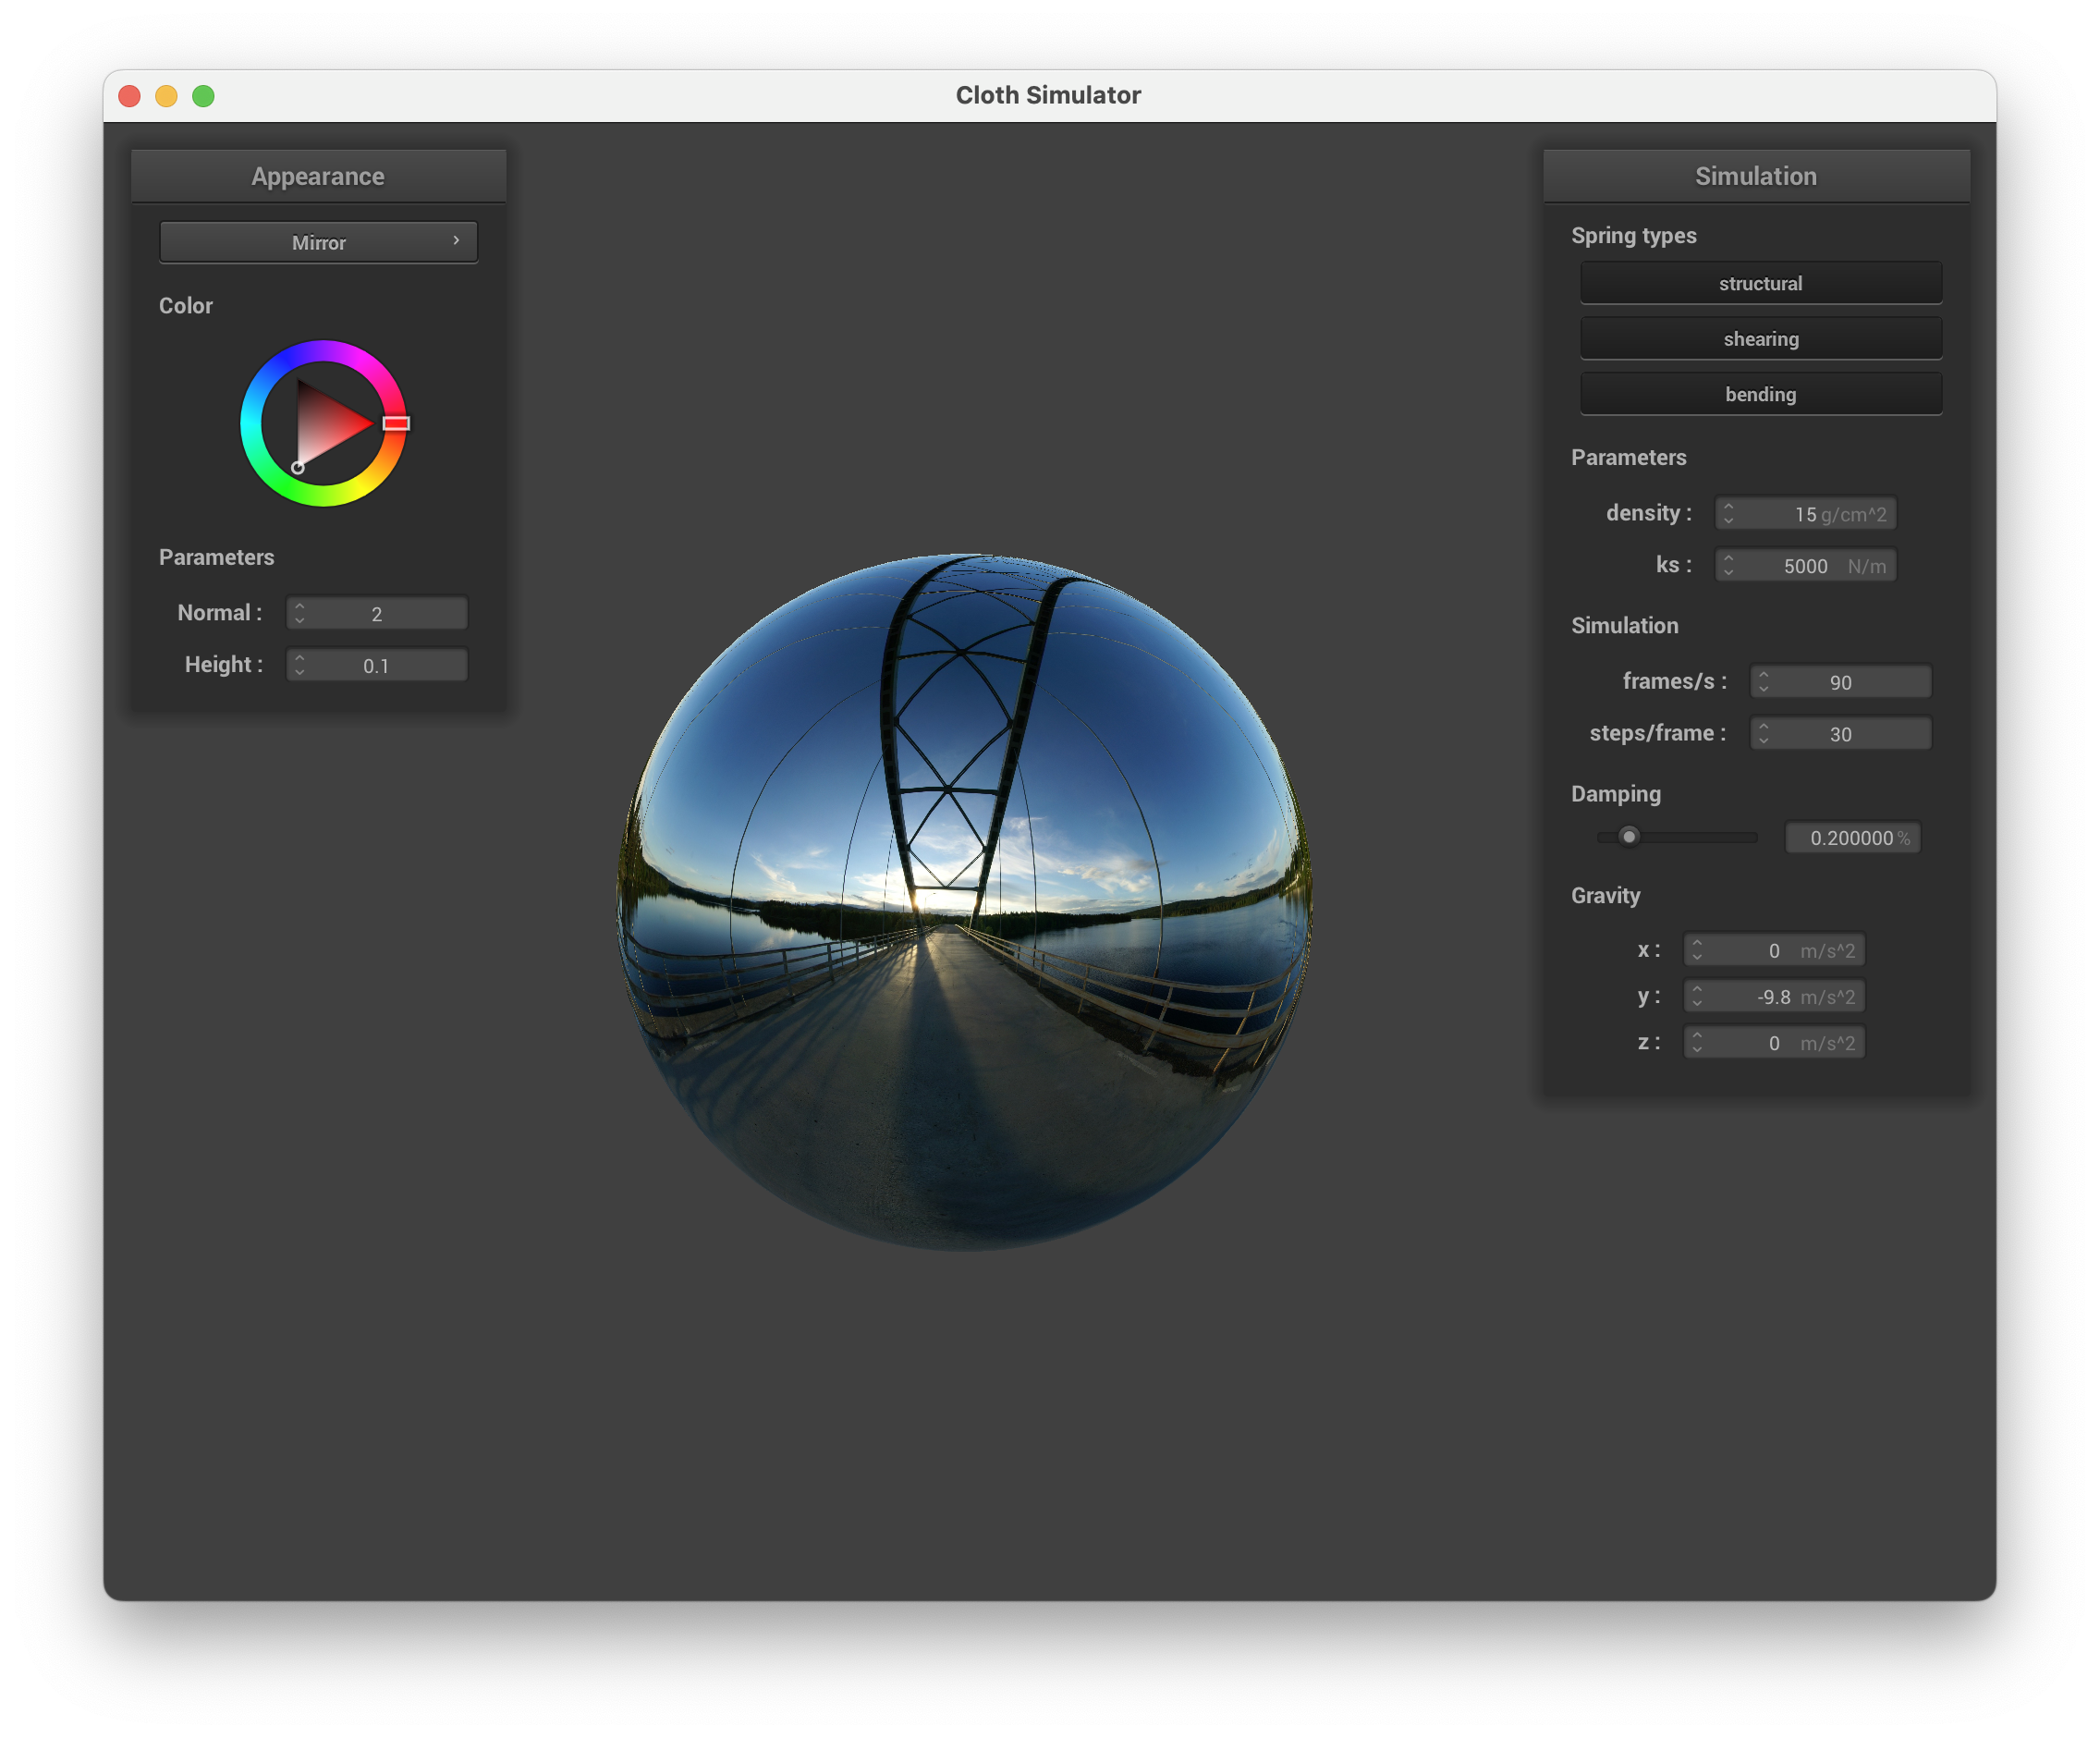 Cloth Simulator
Appearance
Mirror
Color
Parameters
Normal : 2
Height : 0.1
Simulation
Spring types
structural
shearing
bending
Parameters
density : 15 g/cm^2
ks : 5000 N/m
Simulation
frames/s : 90
steps/frame : 30
Damping
0.200000 %
Gravity
x : 0 m/s^2
y : -9.8 m/s^2
z : 0 m/s^2